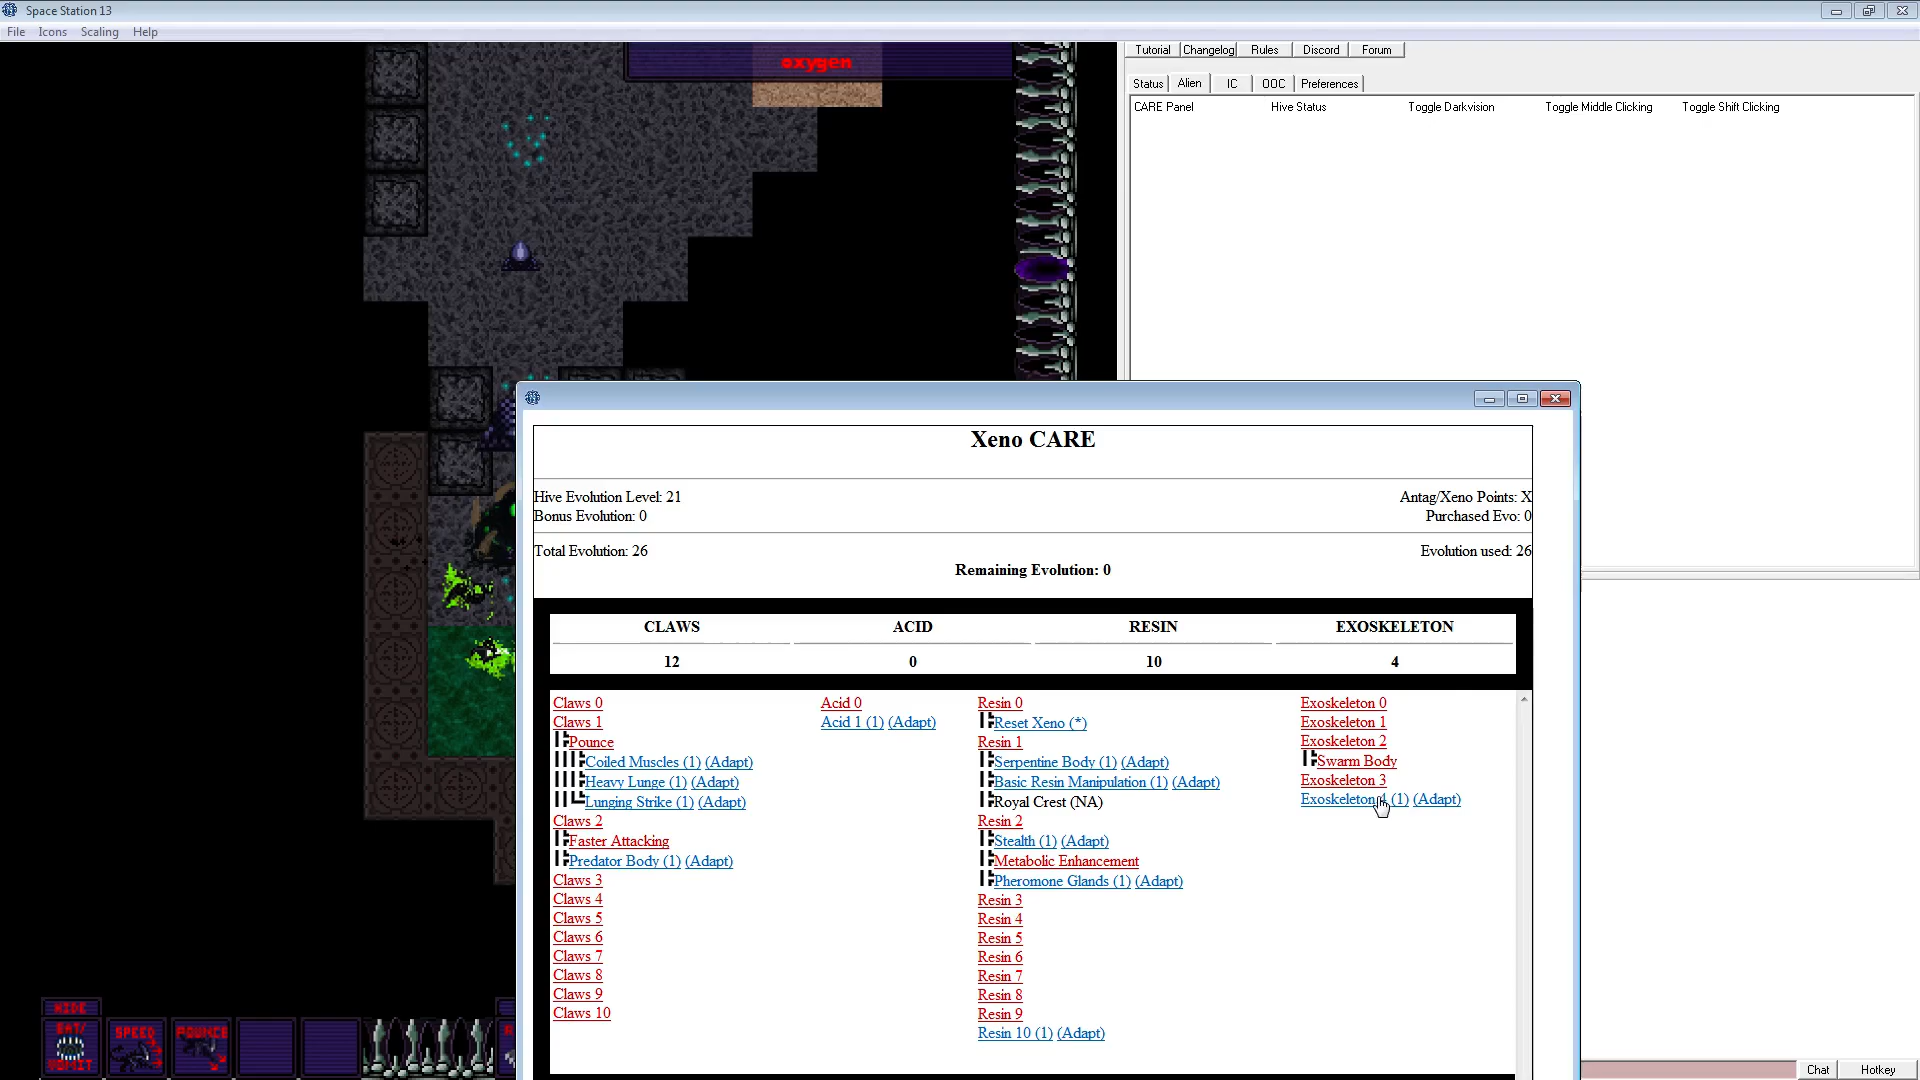 Space Station 13
File Icons Scaling Help
oxygen
Tutorial Changelog Rules Discord Forum
Status Alien IC OOC Preferences
CARE Panel Hive Status Toggle Darkvision Toggle Middle Clicking Toggle Shift Clicking
Xeno CARE
Hive Evolution Level: 21 Antag/Xeno Points: X
Bonus Evolution: 0 Purchased Evo: 0
Total Evolution: 26 Evolution used: 26
Remaining Evolution: 0
CLAWS ACID RESIN EXOSKELETON
12 0 10 4
Claws 0
Claws 1
Pounce
Coiled Muscles (1) (Adapt)
Heavy Lunge (1) (Adapt)
Lunging Strike (1) (Adapt)
Claws 2
Faster Attacking
Predator Body (1) (Adapt)
Claws 3
Claws 4
Claws 5
Claws 6
Claws 7
Claws 8
Claws 9
Claws 10
Acid 0
Acid 1 (1) (Adapt)
Resin 0
Reset Xeno (*)
Resin 1
Serpentine Body (1) (Adapt)
Basic Resin Manipulation (1) (Adapt)
Royal Crest (NA)
Resin 2
Stealth (1) (Adapt)
Metabolic Enhancement
Pheromone Glands (1) (Adapt)
Resin 3
Resin 4
Resin 5
Resin 6
Resin 7
Resin 8
Resin 9
Resin 10 (1) (Adapt)
Exoskeleton 0
Exoskeleton 1
Exoskeleton 2
Swarm Body
Exoskeleton 3
Exoskeleton 4 (1) (Adapt)
HIDE
EAT/
VOMIT
SPEED
POUNCE
Chat Hotkey